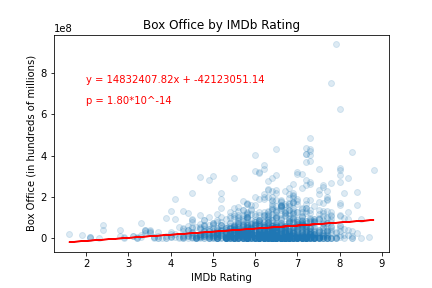 Box Office by IMDb Rating
1e8
y = 14832407.82x + -42123051.14
p = 1.80*10^-14
Box Office (in hundreds of millions)
8
6
4
2
0
2 3 4 5 6 7 8 9
IMDb Rating